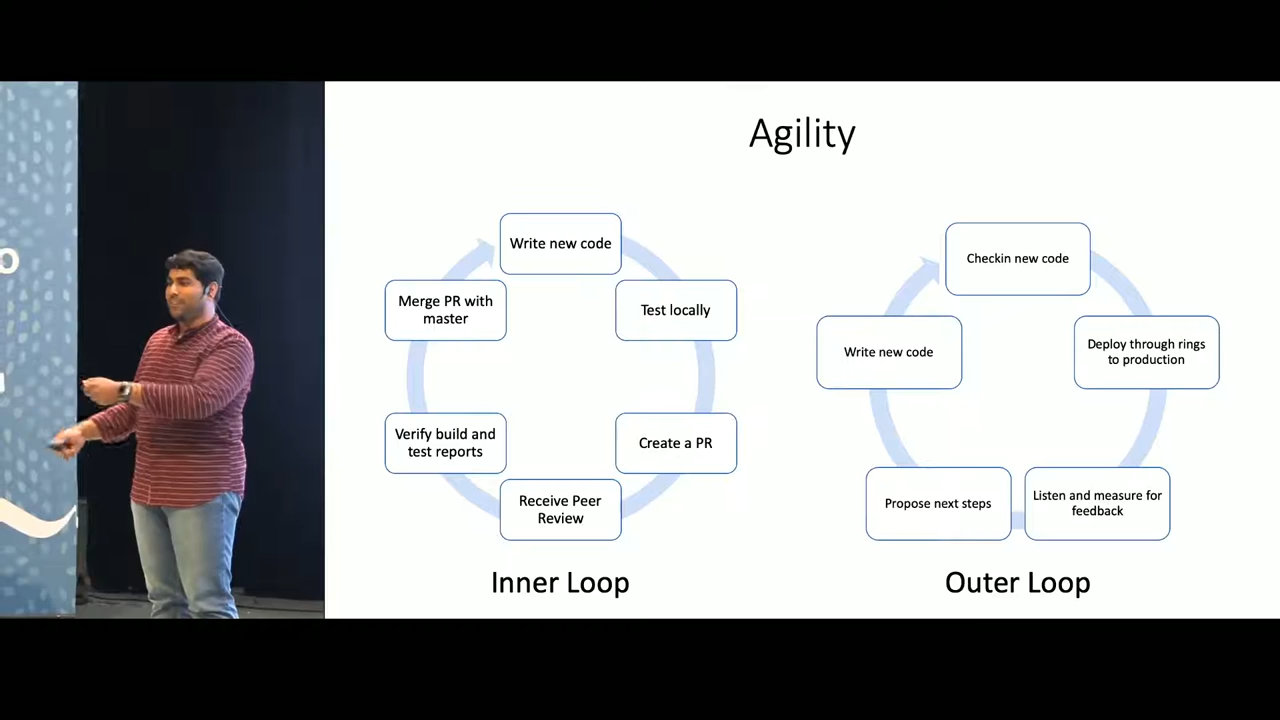 Agility
Write new code
Test locally
Create a PR
Receive Peer
Review
Verify build and
test reports
Merge PR with
master
Inner Loop
Checkin new code
Deploy through rings
to production
Listen and measure for
feedback
Propose next steps
Write new code
Outer Loop